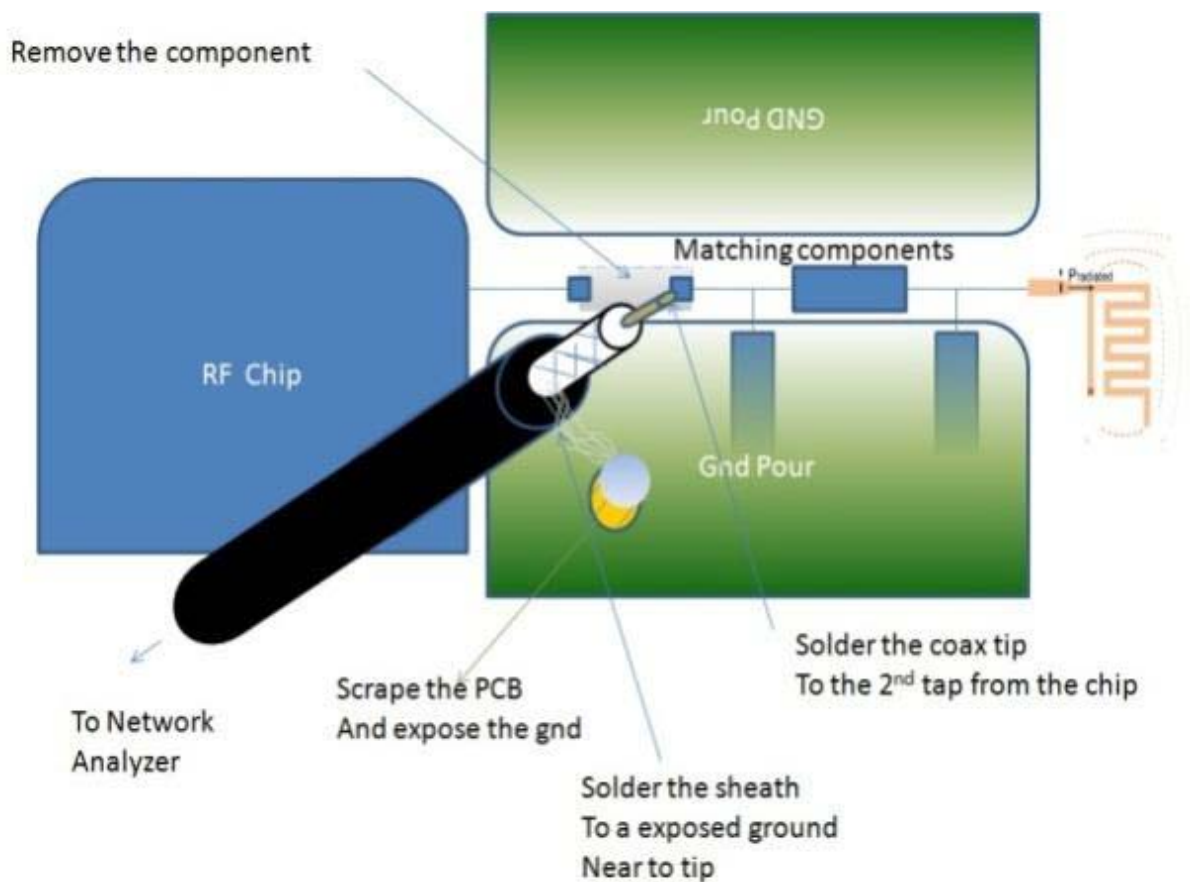 Remove the component
GND Pour
Matching components
Pradiated
RF Chip
Gnd Pour
Solder the coax tip
To the 2nd tap from the chip
Scrape the PCB
And expose the gnd
To Network
Analyzer
Solder the sheath
To a exposed ground
Near to tip